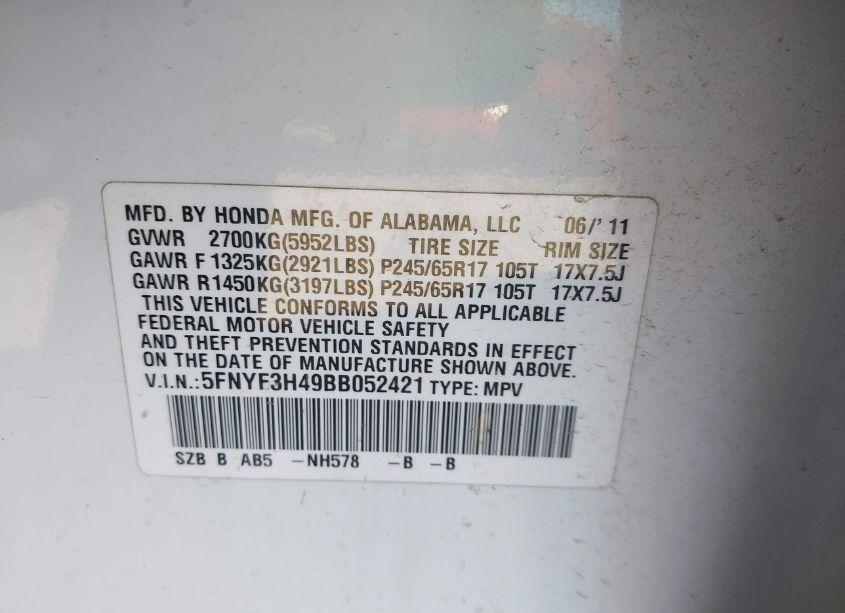 MFD. BY HONDA MFG. OF ALABAMA, LLC 06/' 11
GVWR 2700KG(5952LBS) TIRE SIZE RIM SIZE
GAWR F 1325KG(2921LBS) P245/65R17 105T 17X7.5J
GAWR R1450KG(3197LBS) P245/65R17 105T 17X7.5J
THIS VEHICLE CONFORMS TO ALL APPLICABLE
FEDERAL MOTOR VEHICLE SAFETY
AND THEFT PREVENTION STANDARDS IN EFFECT
ON THE DATE OF MANUFACTURE SHOWN ABOVE.
V.I.N.:5FNYF3H49BB052421 TYPE: MPV
SZB B AB5 -NH578 -B -B